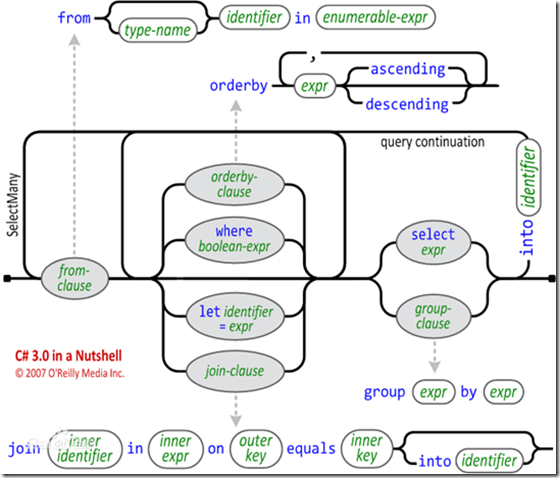 from type-name identifier in enumerable-expr
,
orderby expr ascending
descending
query continuation
SelectMany
identifier
into
orderby-
clause
where
boolean-expr
let identifier
= expr
join-clause
from-
clause
select
expr
group-
clause
C# 3.0 in a Nutshell
© 2007 O'Reilly Media Inc.
group expr by expr
join inner identifier in inner expr on outer key equals inner key into identifier